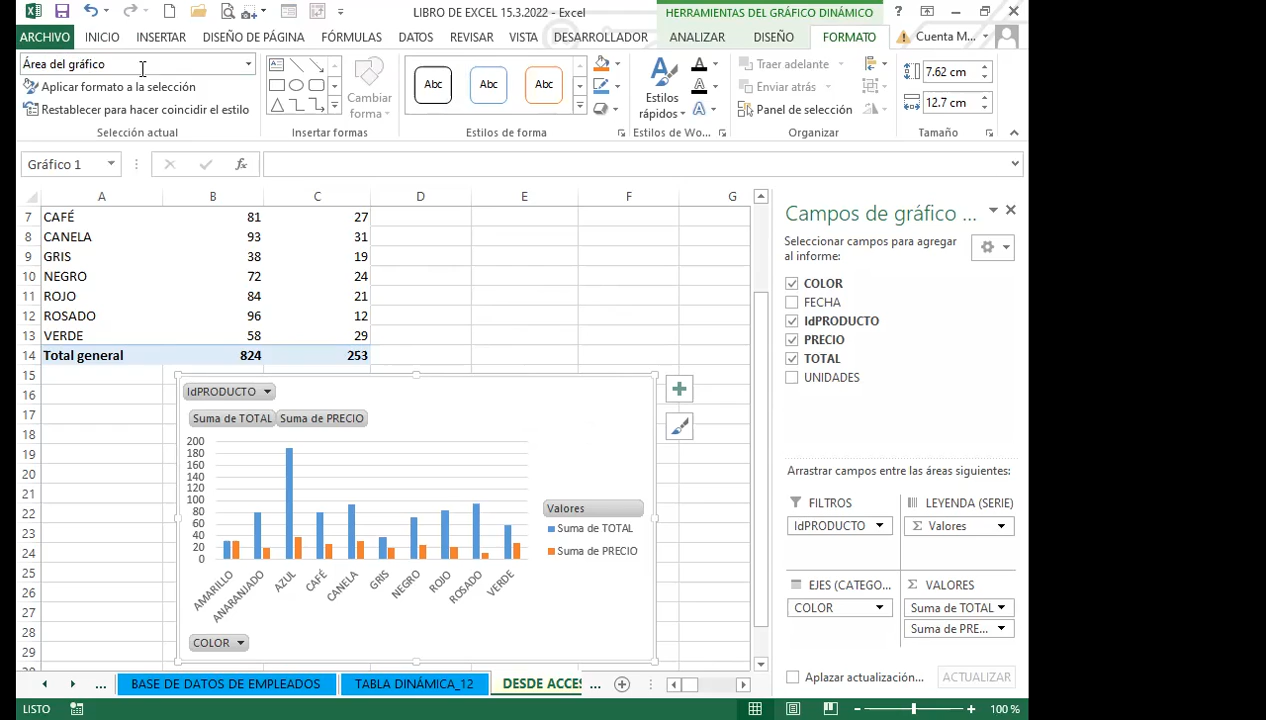 LIBRO DE EXCEL 15.3.2022 - Excel
HERRAMIENTAS DEL GRÁFICO DINÁMICO
ARCHIVO INICIO INSERTAR DISEÑO DE PÁGINA FÓRMULAS DATOS REVISAR VISTA DESARROLLADOR ANALIZAR DISEÑO FORMATO Cuenta M...
Área del gráfico
Aplicar formato a la selección
Restablecer para hacer coincidir el estilo
Selección actual
Cambiar
forma
Insertar formas
Abc Abc Abc
Estilos de forma
Estilos
rápidos
Estilos de Wo...
Traer adelante
Enviar atrás
Panel de selección
Organizar
7.62 cm
12.7 cm
Tamaño
Gráfico 1
fx
A B C D E F G
7 CAFÉ 81 27
8 CANELA 93 31
9 GRIS 38 19
10 NEGRO 72 24
11 ROJO 84 21
12 ROSADO 96 12
13 VERDE 58 29
14 Total general 824 253
15
16
17
18
19
20
21
22
23
24
25
26
27
28
29
IdPRODUCTO
Suma de TOTAL Suma de PRECIO
200
180
160
140
120
100
80
60
40
20
0
AMARILLO ANARANJADO AZUL CAFÉ CANELA GRIS NEGRO ROJO ROSADO VERDE
Valores
Suma de TOTAL
Suma de PRECIO
COLOR
Campos de gráfico ...
Seleccionar campos para agregar
al informe:
COLOR
FECHA
IdPRODUCTO
PRECIO
TOTAL
UNIDADES
Arrastrar campos entre las áreas siguientes:
FILTROS
IdPRODUCTO
LEYENDA (SERIE)
Σ Valores
EJES (CATEGO...
COLOR
Σ VALORES
Suma de TOTAL
Suma de PRE...
Aplazar actualización...
ACTUALIZAR
... BASE DE DATOS DE EMPLEADOS TABLA DINÁMICA_12 DESDE ACCES ...
LISTO
100 %